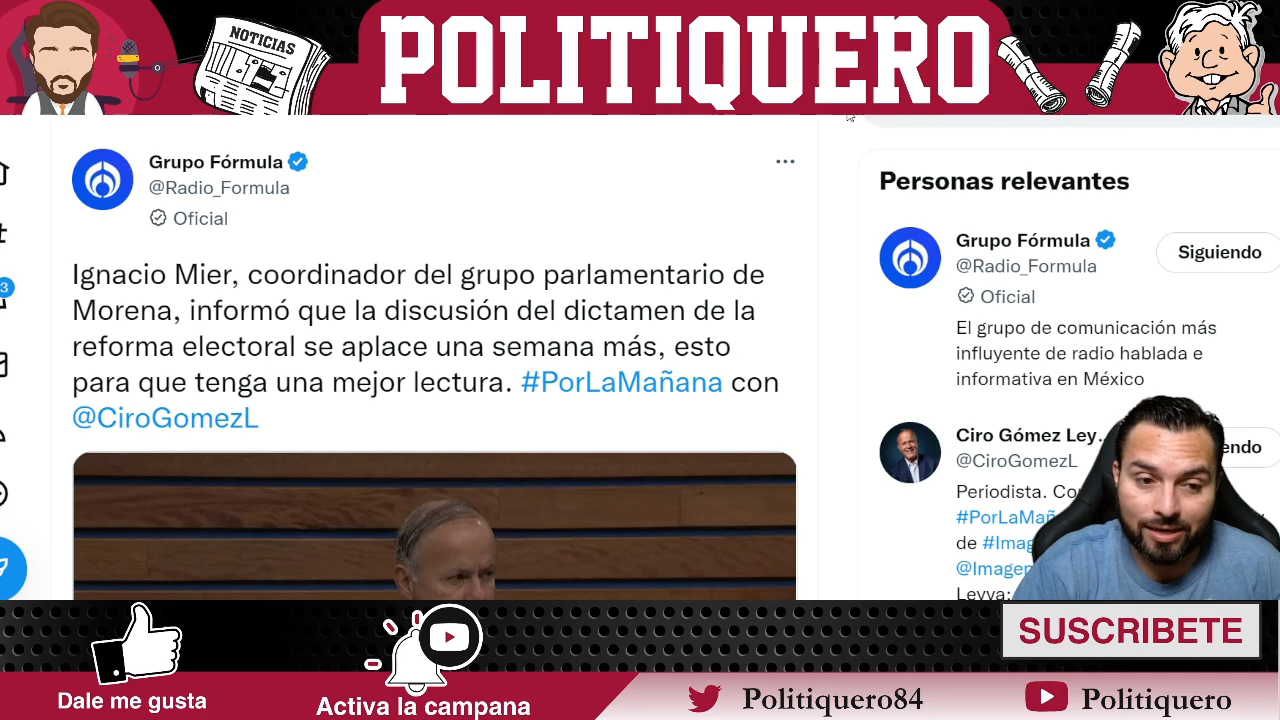 NOTICIAS
POLITIQUERO
Grupo Fórmula
@Radio_Formula
Oficial
Ignacio Mier, coordinador del grupo parlamentario de
Morena, informó que la discusión del dictamen de la
reforma electoral se aplace una semana más, esto
para que tenga una mejor lectura. #PorLaMañana con
@CiroGomezL
3
Personas relevantes
Grupo Fórmula
Siguiendo
@Radio_Formula
Oficial
El grupo de comunicación más
influyente de radio hablada e
informativa en México
Ciro Gómez Ley…
endo
@CiroGomezL
Periodista. Co
#PorLaMañ
de #Imag
@Imagen
Leyva:
SUSCRIBETE
Dale me gusta
Activa la campana
Politiquero84
Politiquero